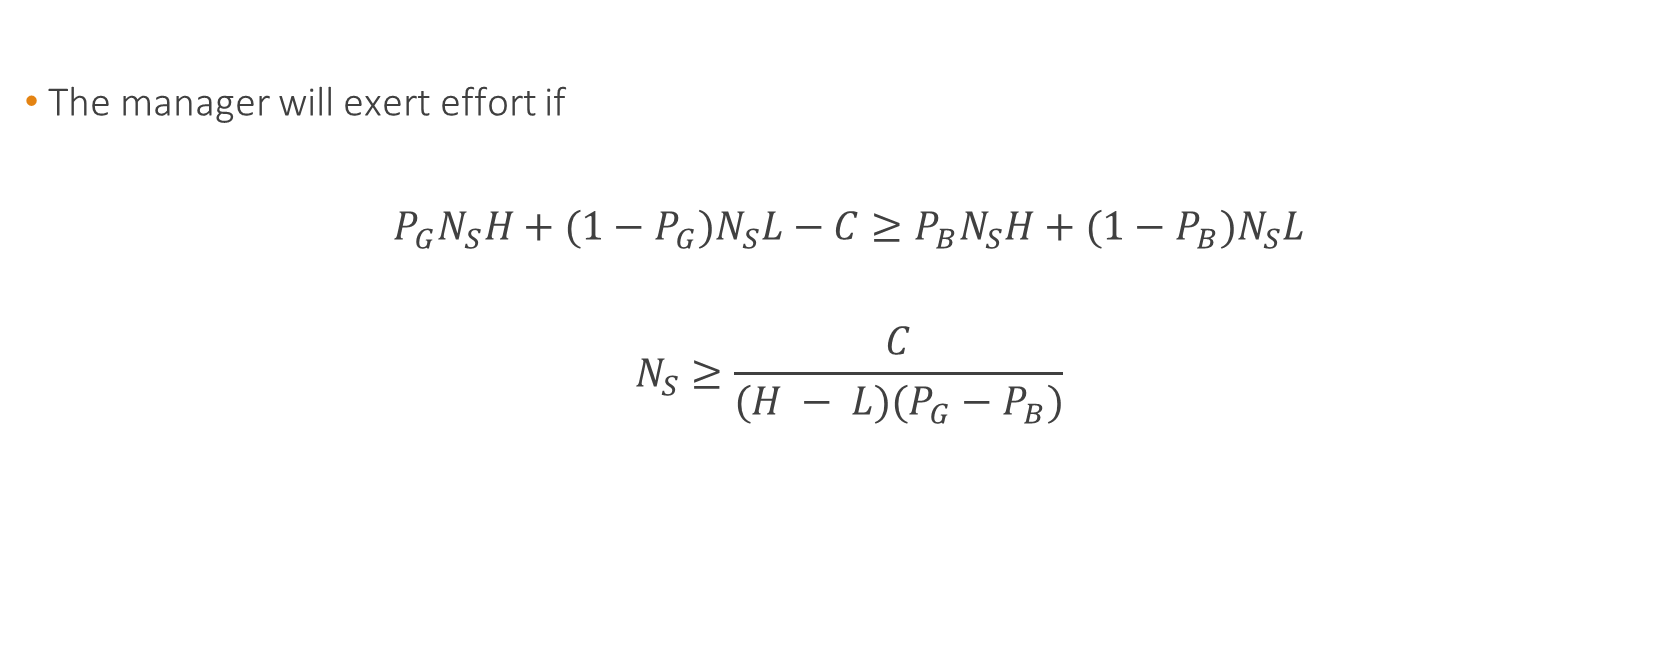 • The manager will exert effort if
P_G N_S H + (1 − P_G)N_S L − C ≥ P_B N_S H + (1 − P_B)N_S L
N_S ≥ C / (H − L)(P_G − P_B)